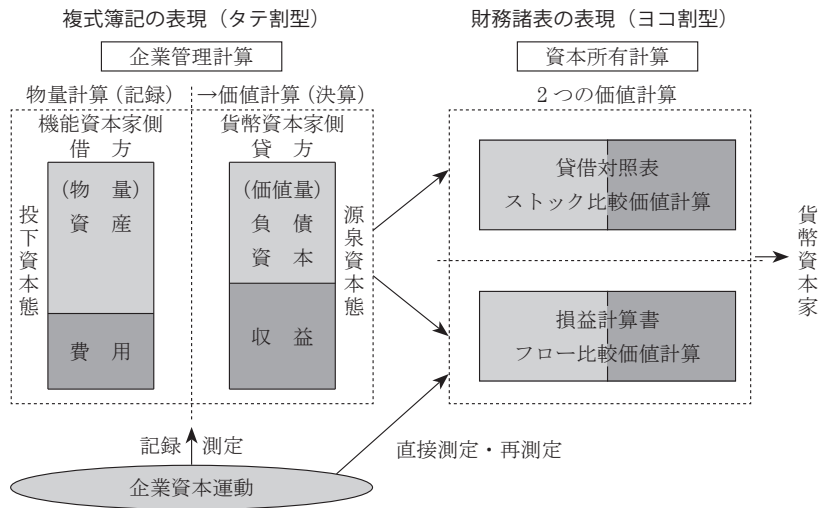 複式簿記の表現（タテ割型）
企業管理計算
物量計算（記録）
→価値計算（決算）
機能資本家側
借　方
（物　量）
資　産
費　用
投下資本態
貨幣資本家側
貸　方
（価値量）
負　債
資　本
収　益
源泉資本態
記録
測定
企業資本運動
直接測定・再測定
財務諸表の表現（ヨコ割型）
資本所有計算
２つの価値計算
貸借対照表
ストック比較価値計算
損益計算書
フロー比較価値計算
貨幣資本家